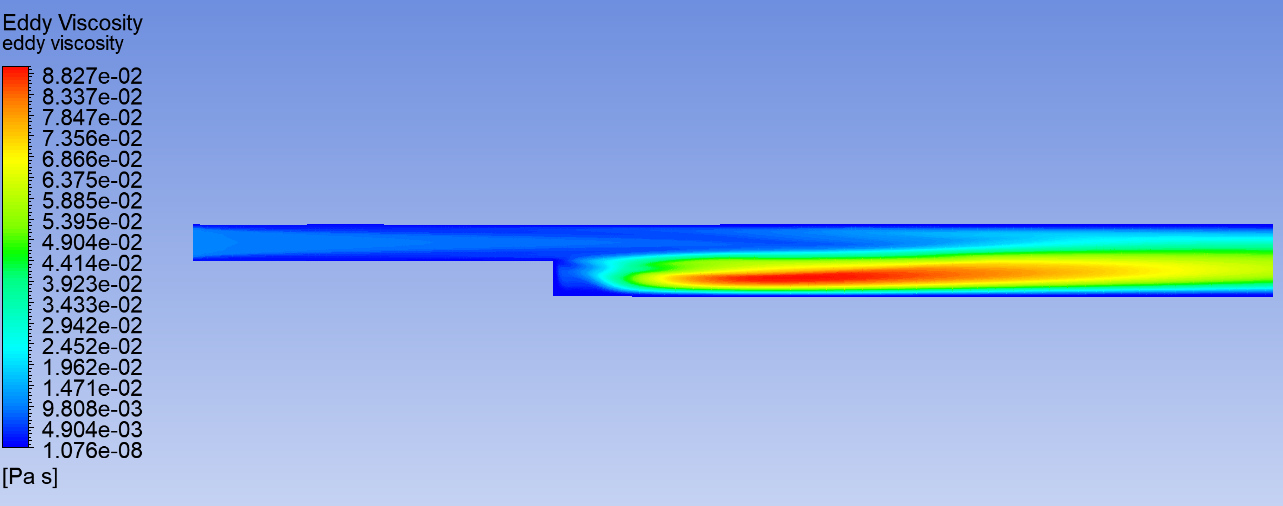 Eddy Viscosity
eddy viscosity
8.827e-02
8.337e-02
7.847e-02
7.356e-02
6.866e-02
6.375e-02
5.885e-02
5.395e-02
4.904e-02
4.414e-02
3.923e-02
3.433e-02
2.942e-02
2.452e-02
1.962e-02
1.471e-02
9.808e-03
4.904e-03
1.076e-08
[Pa s]